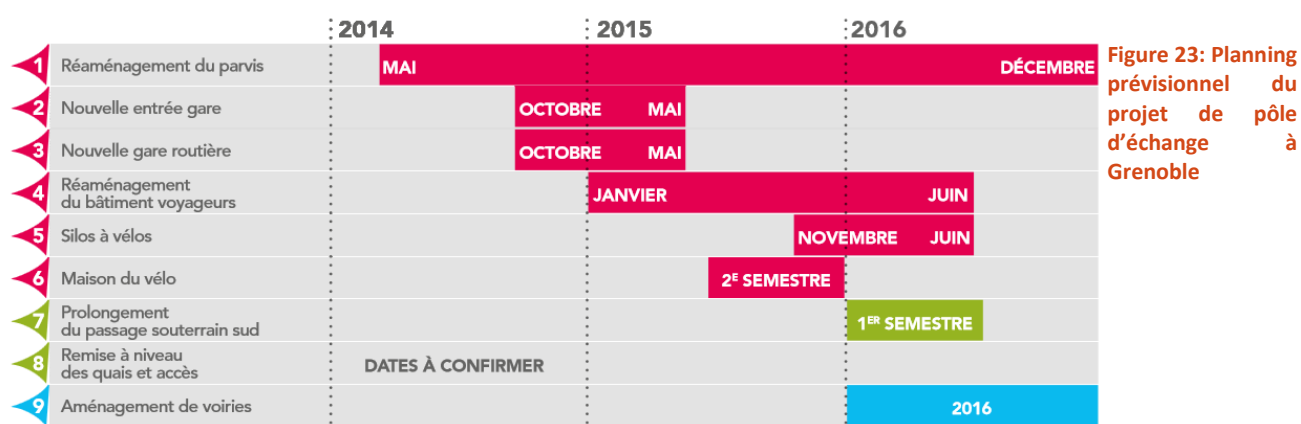 2014 2015 2016
1 Réaménagement du parvis MAI DÉCEMBRE
2 Nouvelle entrée gare OCTOBRE MAI
3 Nouvelle gare routière OCTOBRE MAI
4 Réaménagement
du bâtiment voyageurs JANVIER JUIN
5 Silos à vélos NOVEMBRE JUIN
6 Maison du vélo 2E SEMESTRE
7 Prolongement
du passage souterrain sud 1ER SEMESTRE
8 Remise à niveau
des quais et accès DATES À CONFIRMER
9 Aménagement de voiries 2016
Figure 23: Planning
prévisionnel du
projet de pôle
d’échange à
Grenoble